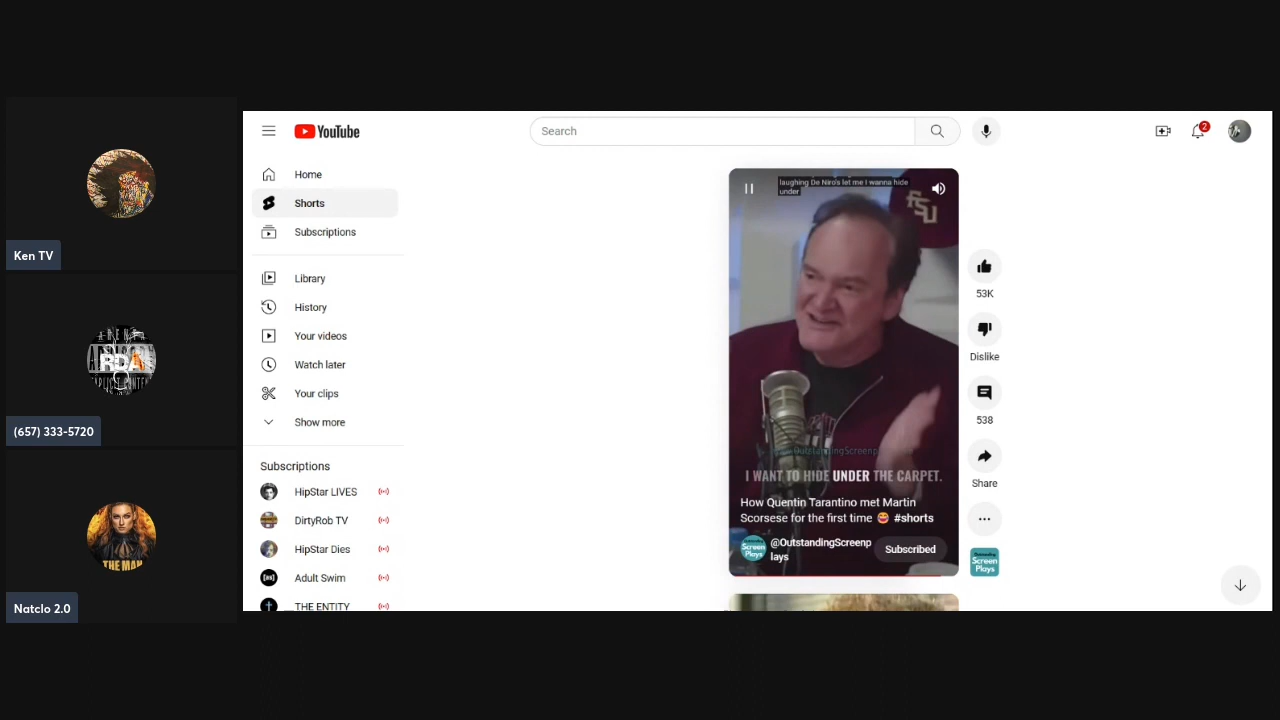 Ken TV
(657) 333-5720
THE MAN
Natclo 2.0
YouTube
Search
2
Home
Shorts
Subscriptions
Library
History
Your videos
Watch later
Your clips
Show more
Subscriptions
HipStar LIVES
DirtyRob TV
HipStar Dies
Adult Swim
THE ENTITY
laughing De Niro's let me I wanna hide
under
FSU
OutstandingScreenp
I WANT TO HIDE UNDER THE CARPET.
How Quentin Tarantino met Martin
Scorsese for the first time 😄 #shorts
@OutstandingScreenp
lays
Subscribed
53K
Dislike
538
Share
Screen
Plays